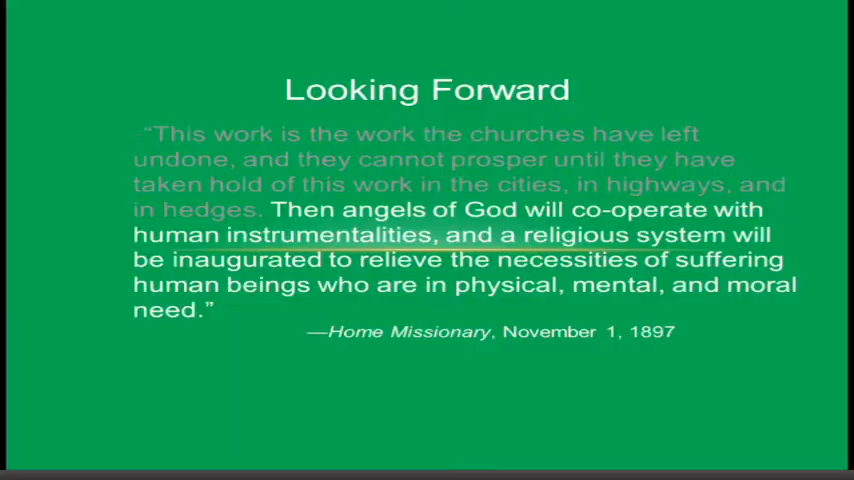 Looking Forward
“This work is the work the churches have left
undone, and they cannot prosper until they have
taken hold of this work in the cities, in highways, and
in hedges. Then angels of God will co-operate with
human instrumentalities, and a religious system will
be inaugurated to relieve the necessities of suffering
human beings who are in physical, mental, and moral
need.”
—Home Missionary, November 1, 1897